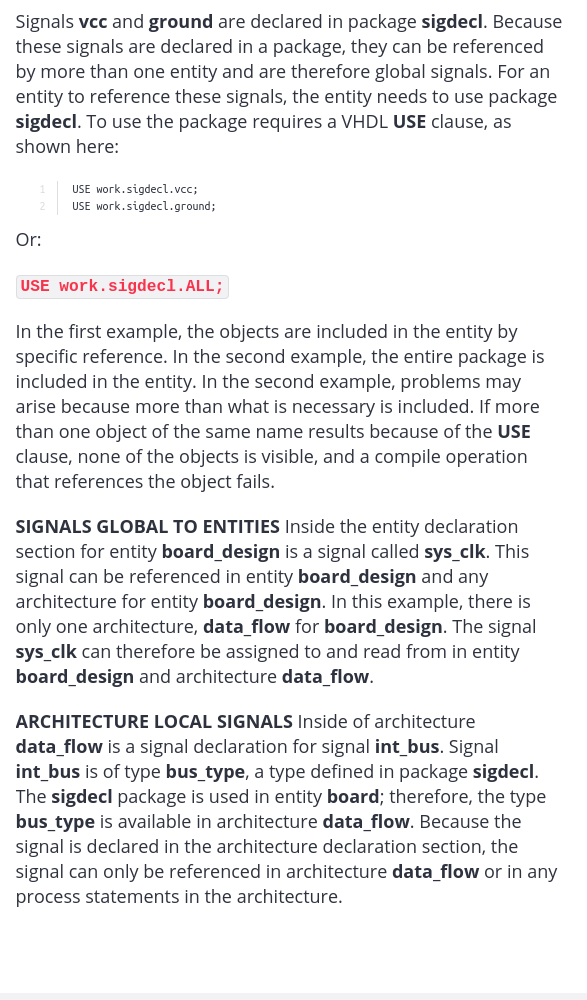 Signals vcc and ground are declared in package sigdecl. Because
these signals are declared in a package, they can be referenced
by more than one entity and are therefore global signals. For an
entity to reference these signals, the entity needs to use package
sigdecl. To use the package requires a VHDL USE clause, as
shown here:
1 USE work.sigdecl.vcc;
2 USE work.sigdecl.ground;
Or:
USE work.sigdecl.ALL;
In the first example, the objects are included in the entity by
specific reference. In the second example, the entire package is
included in the entity. In the second example, problems may
arise because more than what is necessary is included. If more
than one object of the same name results because of the USE
clause, none of the objects is visible, and a compile operation
that references the object fails.
SIGNALS GLOBAL TO ENTITIES Inside the entity declaration
section for entity board_design is a signal called sys_clk. This
signal can be referenced in entity board_design and any
architecture for entity board_design. In this example, there is
only one architecture, data_flow for board_design. The signal
sys_clk can therefore be assigned to and read from in entity
board_design and architecture data_flow.
ARCHITECTURE LOCAL SIGNALS Inside of architecture
data_flow is a signal declaration for signal int_bus. Signal
int_bus is of type bus_type, a type defined in package sigdecl.
The sigdecl package is used in entity board; therefore, the type
bus_type is available in architecture data_flow. Because the
signal is declared in the architecture declaration section, the
signal can only be referenced in architecture data_flow or in any
process statements in the architecture.